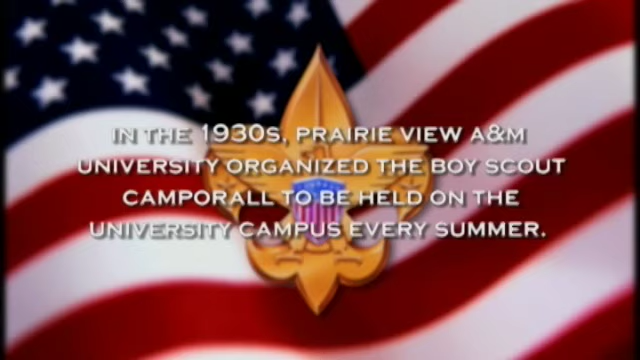 IN THE 1930S, PRAIRIE VIEW A&M
UNIVERSITY ORGANIZED THE BOY SCOUT
CAMPORALL TO BE HELD ON THE
UNIVERSITY CAMPUS EVERY SUMMER.